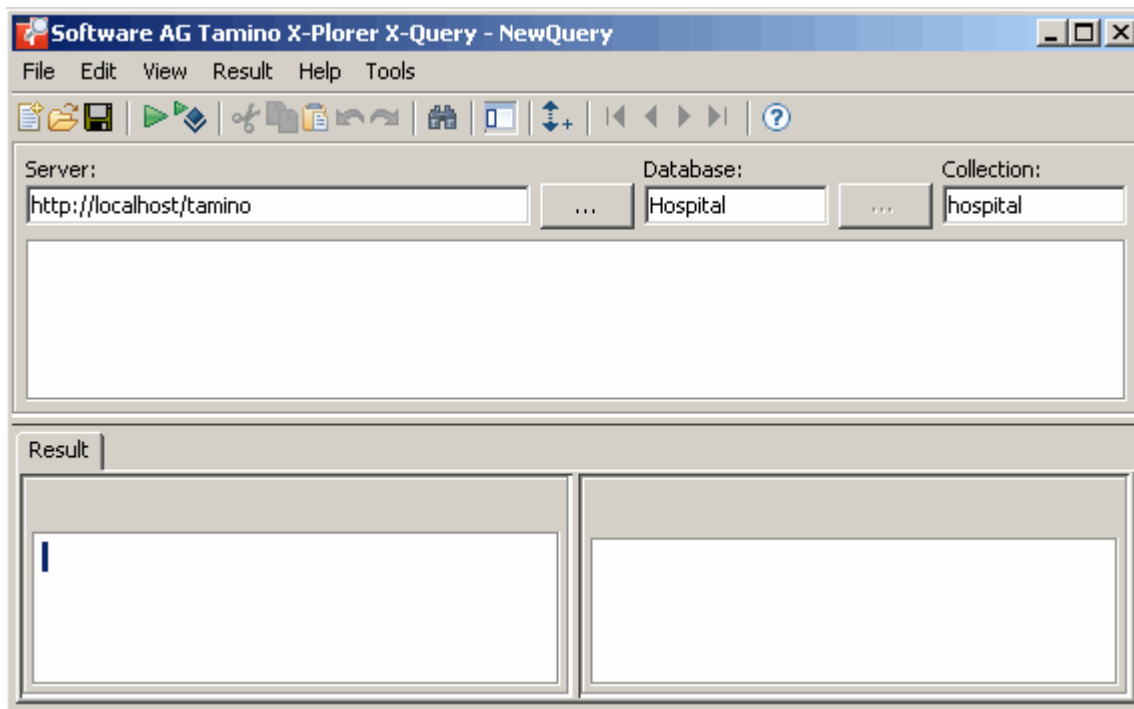 Software AG Tamino X-Plorer X-Query - NewQuery
File Edit View Result Help Tools
Server: Database: Collection:
http://localhost/tamino ... Hospital ... hospital
Result